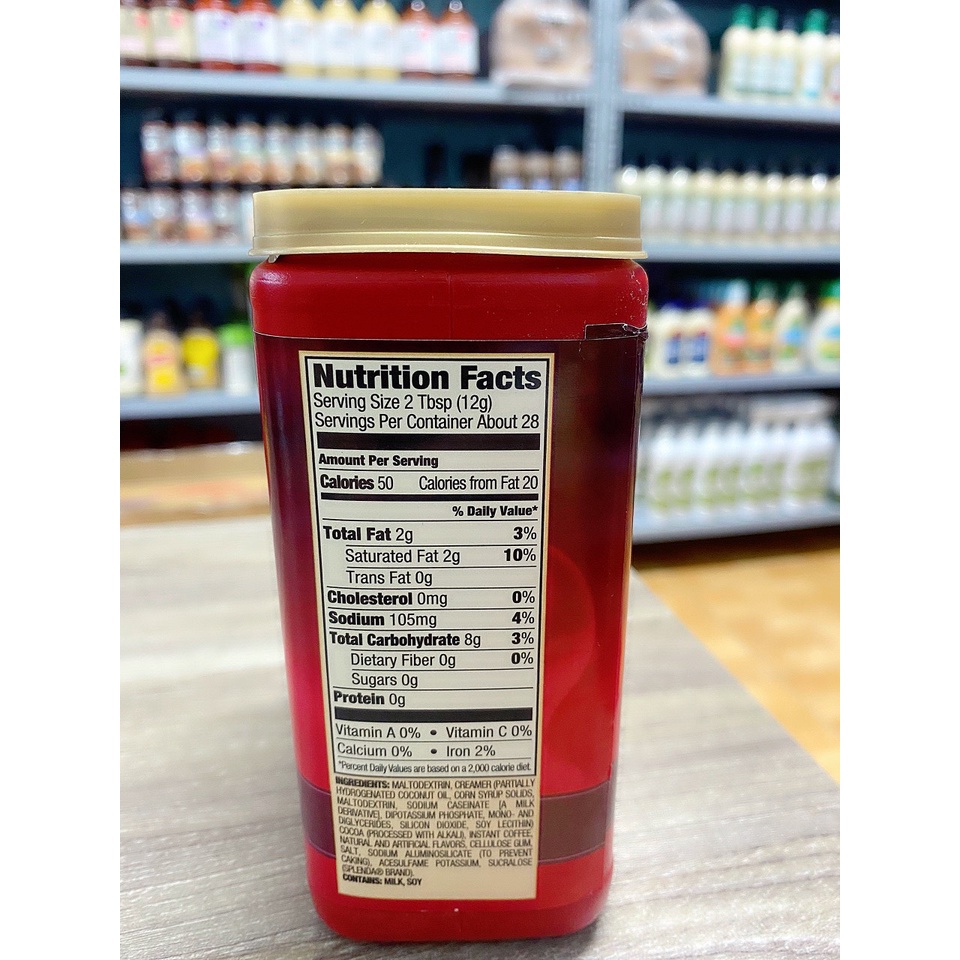 Nutrition Facts
Serving Size 2 Tbsp (12g)
Servings Per Container About 28
Amount Per Serving
Calories 50 Calories from Fat 20
% Daily Value*
Total Fat 2g 3%
Saturated Fat 2g 10%
Trans Fat 0g
Cholesterol 0mg 0%
Sodium 105mg 4%
Total Carbohydrate 8g 3%
Dietary Fiber 0g 0%
Sugars 0g
Protein 0g
Vitamin A 0% • Vitamin C 0%
Calcium 0% • Iron 2%
*Percent Daily Values are based on a 2,000 calorie diet.
INGREDIENTS: MALTODEXTRIN, CREAMER (PARTIALLY
HYDROGENATED COCONUT OIL, CORN SYRUP SOLIDS,
MALTODEXTRIN, SODIUM CASEINATE [A MILK
DERIVATIVE], DIPOTASSIUM PHOSPHATE, MONO- AND
DIGLYCERIDES, SILICON DIOXIDE, SOY LECITHIN)
COCOA (PROCESSED WITH ALKALI), INSTANT COFFEE,
NATURAL AND ARTIFICIAL FLAVORS, CELLULOSE GUM,
SALT, SODIUM ALUMINOSILICATE (TO PREVENT
CAKING), ACESULFAME POTASSIUM, SUCRALOSE
(SPLENDA® BRAND).
CONTAINS: MILK, SOY